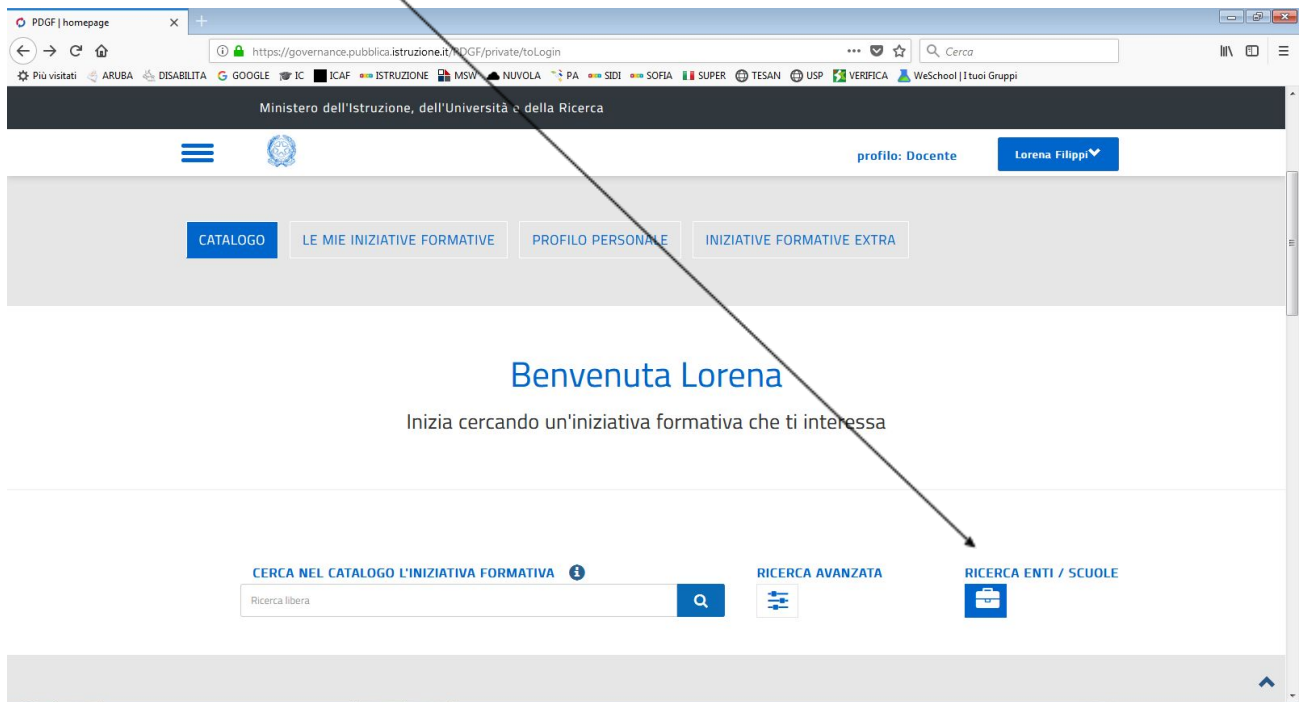 PDGF | homepage
https://governance.pubblica.istruzione.it/PDGF/private/toLogin
Cerca
Più visitati ARUBA DISABILITA GOOGLE IC ICAF ISTRUZIONE MSW NUVOLA PA SIDI SOFIA SUPER TESAN USP VERIFICA WeSchool | I tuoi Gruppi
Ministero dell'Istruzione, dell'Università e della Ricerca
profilo: Docente Lorena Filippi
CATALOGO LE MIE INIZIATIVE FORMATIVE PROFILO PERSONALE INIZIATIVE FORMATIVE EXTRA
Benvenuta Lorena
Inizia cercando un'iniziativa formativa che ti interessa
CERCA NEL CATALOGO L'INIZIATIVA FORMATIVA RICERCA AVANZATA RICERCA ENTI / SCUOLE
Ricerca libera